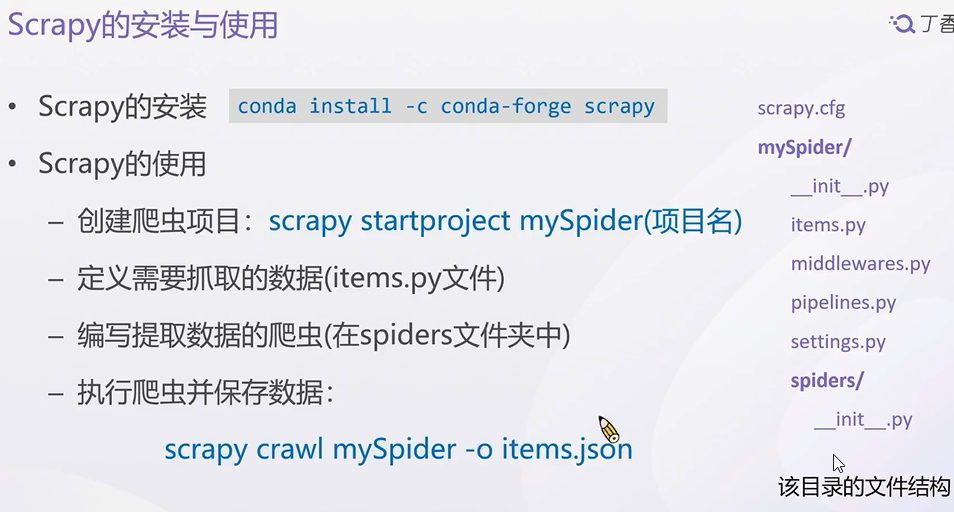 Scrapy的安装与使用
丁香
• Scrapy的安装 conda install -c conda-forge scrapy
• Scrapy的使用
– 创建爬虫项目：scrapy startproject mySpider(项目名)
– 定义需要抓取的数据(items.py文件)
– 编写提取数据的爬虫(在spiders文件夹中)
– 执行爬虫并保存数据：
scrapy crawl mySpider -o items.json
scrapy.cfg
mySpider/
__init__.py
items.py
middlewares.py
pipelines.py
settings.py
spiders/
__init__.py
该目录的文件结构